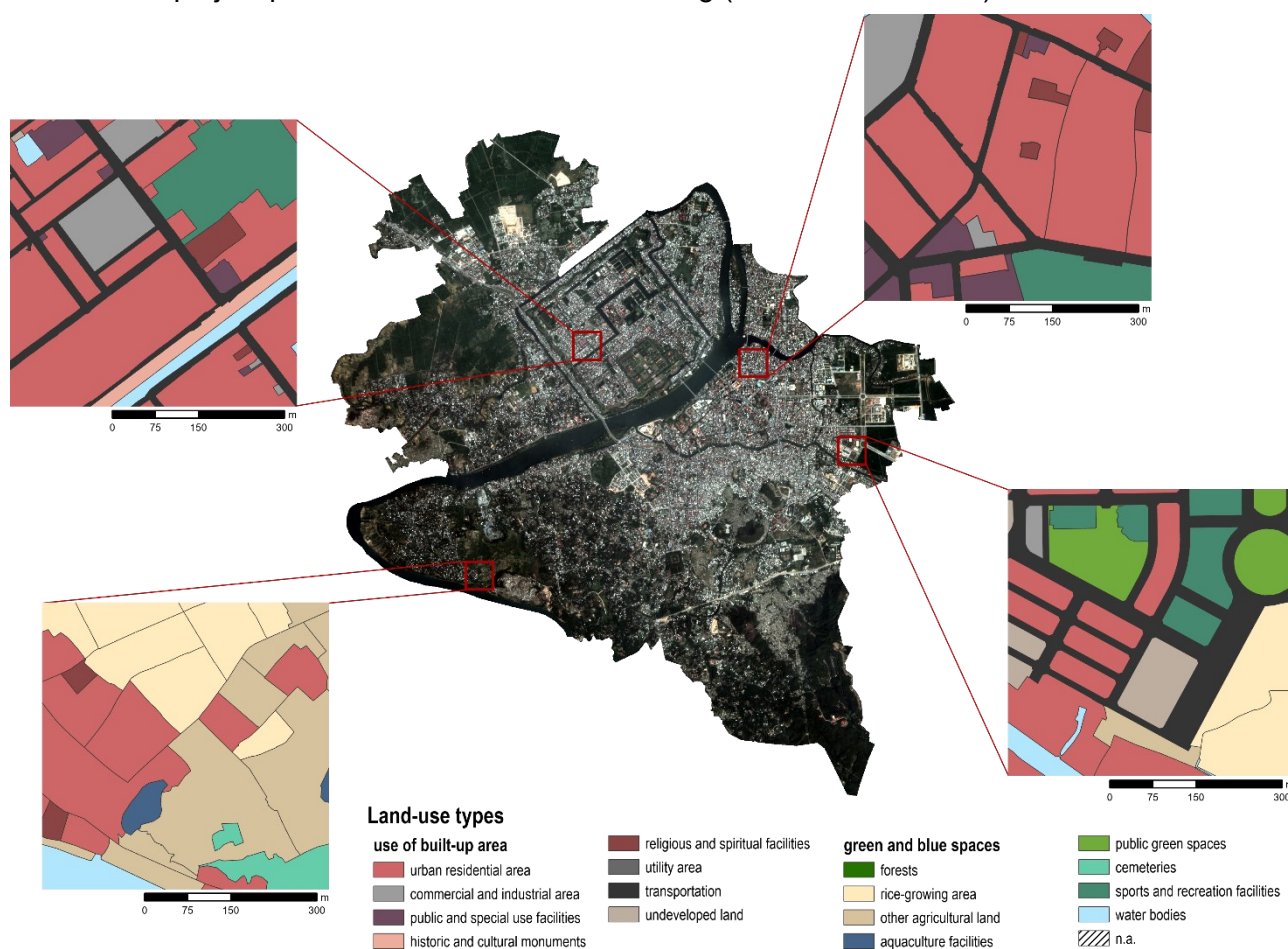 project
m
0 75 150 300
m
0 75 150 300
0 75 150 300
m
0 75 150 300
Land-use types
use of built-up area
urban residential area
commercial and industrial area
public and special use facilities
historic and cultural monuments
religious and spiritual facilities
utility area
transportation
undeveloped land
green and blue spaces
forests
rice-growing area
other agricultural land
aquaculture facilities
public green spaces
cemeteries
sports and recreation facilities
water bodies
n.a.